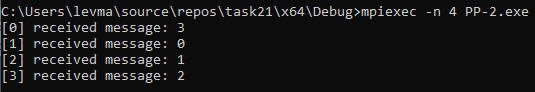 C:\Users\levma\source\repos\task21\x64\Debug>mpiexec -n 4 PP-2.exe
[0] received message: 3
[1] received message: 0
[2] received message: 1
[3] received message: 2